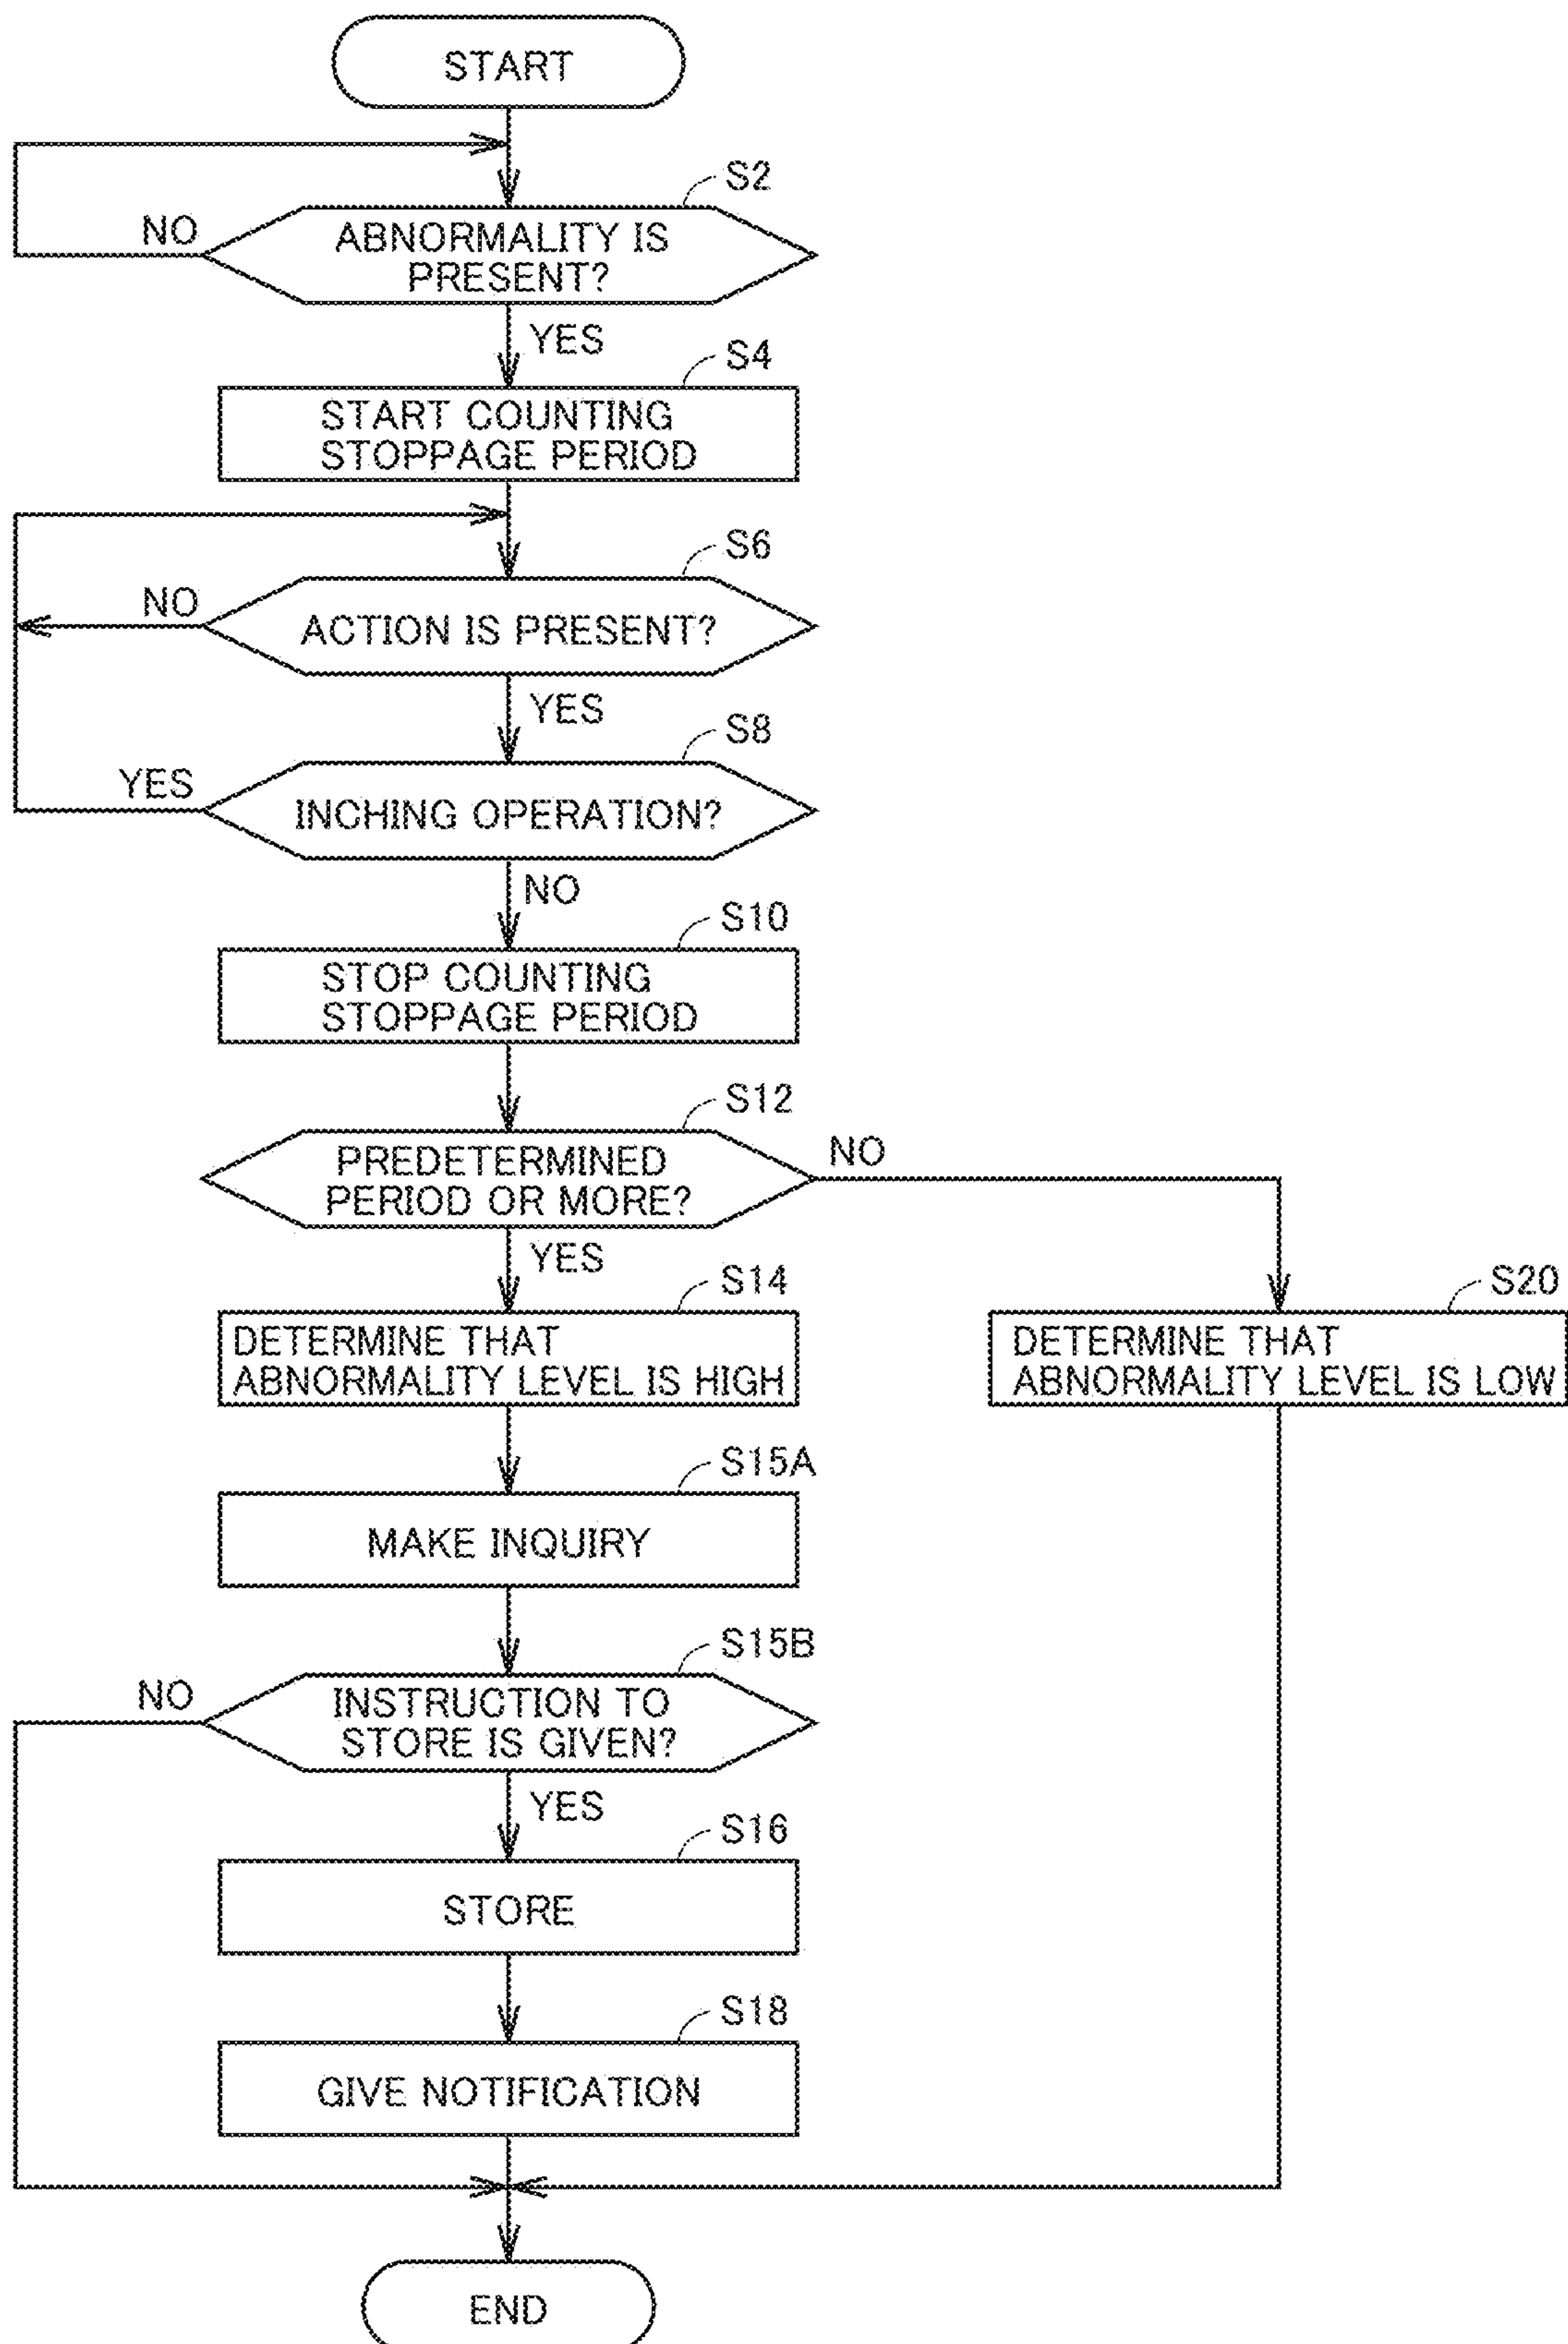 START
S2
NO
ABNORMALITY IS
PRESENT?
YES
S4
START COUNTING
STOPPAGE PERIOD
S6
NO
ACTION IS PRESENT?
YES
S8
YES
INCHING OPERATION?
NO
S10
STOP COUNTING
STOPPAGE PERIOD
S12
PREDETERMINED
PERIOD OR MORE?
NO
YES
S14
DETERMINE THAT
ABNORMALITY LEVEL IS HIGH
S20
DETERMINE THAT
ABNORMALITY LEVEL IS LOW
S15A
MAKE INQUIRY
S15B
NO
INSTRUCTION TO
STORE IS GIVEN?
YES
S16
STORE
S18
GIVE NOTIFICATION
END